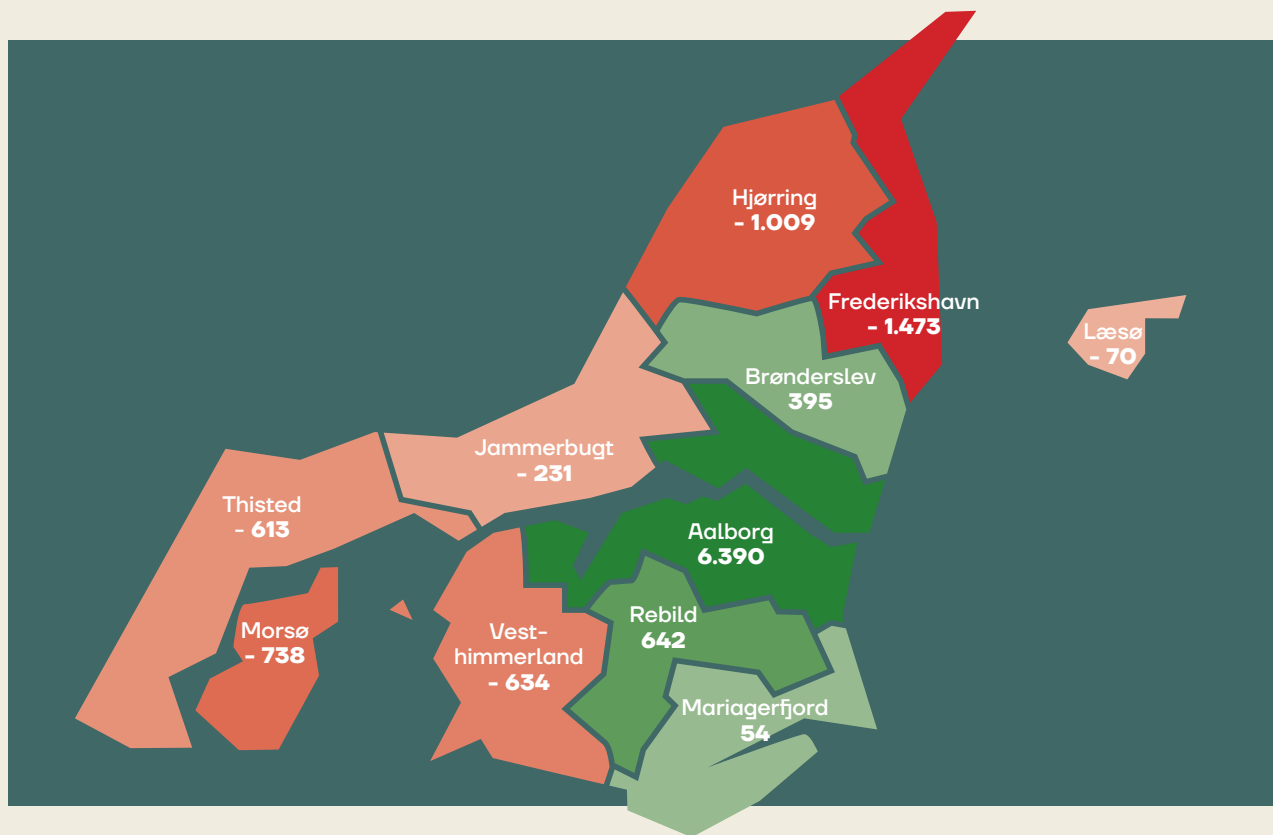 Hjørring
- 1.009
Frederikshavn
- 1.473
Læsø
- 70
Brønderslev
395
Jammerbugt
- 231
Thisted
- 613
Aalborg
6.390
Morsø
- 738
Vest-
himmerland
- 634
Rebild
642
Mariagerfjord
54